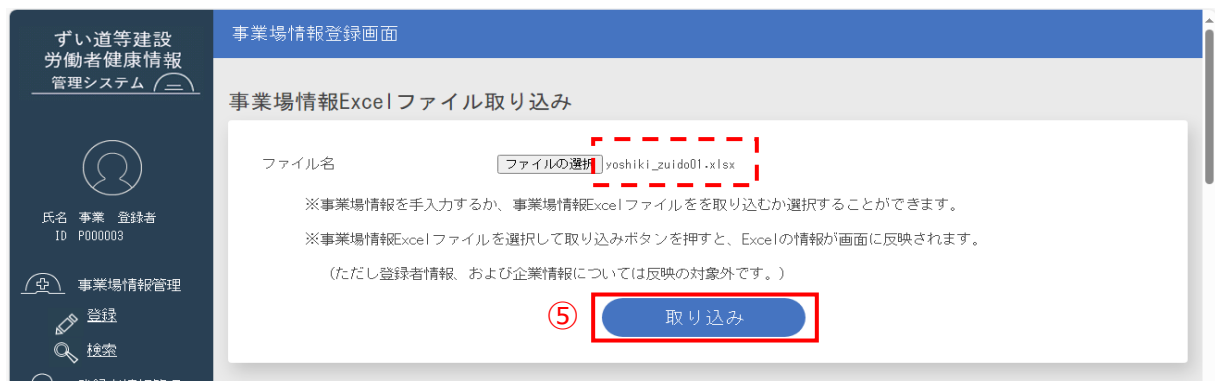 ずい道等建設
労働者健康情報
管理システム
氏名 事業 登録者
ID P000003
事業場情報管理
登録
検索
事業場情報登録画面
事業場情報Excelファイル取り込み
ファイル名 ファイルの選択 yoshiki_zuido01.xlsx
※事業場情報を手入力するか、事業場情報Excelファイルをを取り込むか選択することができます。
※事業場情報Excelファイルを選択して取り込みボタンを押すと、Excelの情報が画面に反映されます。
(ただし登録者情報、および企業情報については反映の対象外です。)
⑤ 取り込み